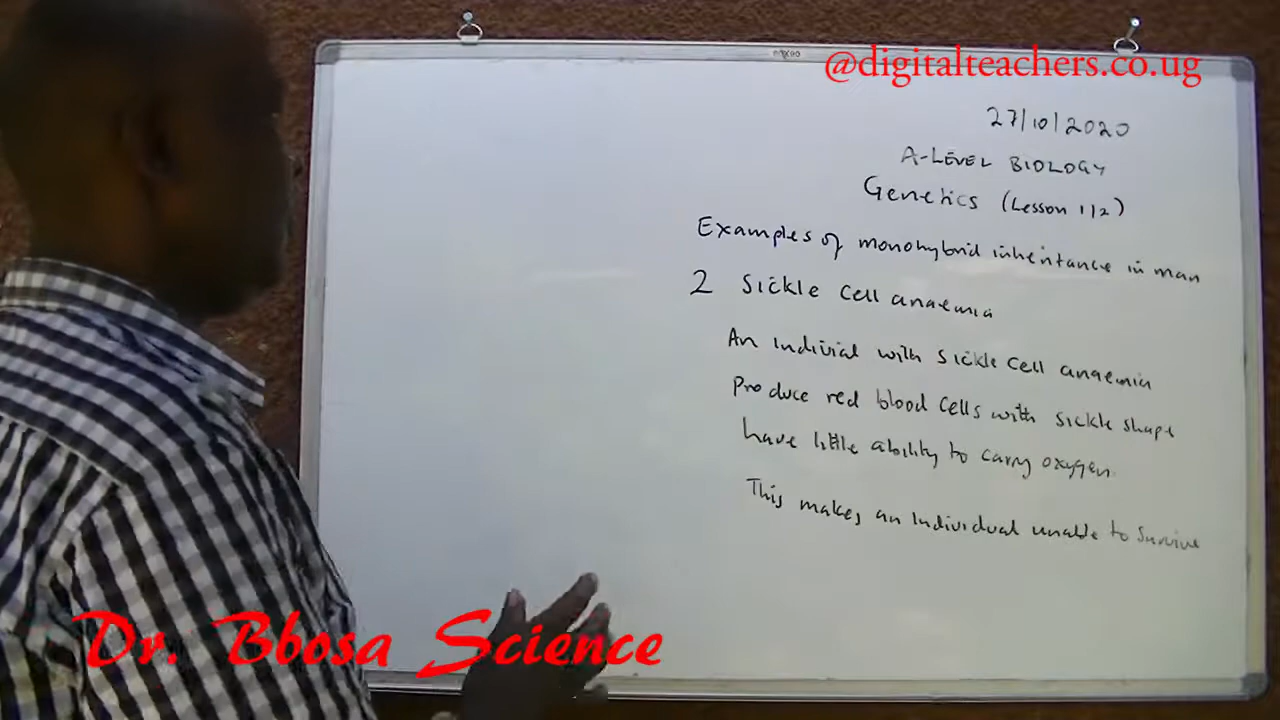 @digitalteachers.co.ug
27/10/2020
A-LEVEL BIOLOGY
Genetics (Lesson 1/2)
Examples of monohybrid inheritance in man
2 Sickle cell anaemia
An Indivial with sickle cell anaemia
Produce red blood cells with sickle shape
have little ability to carry oxygen.
This makes an Individual unable to survive
Dr. Bbosa Science